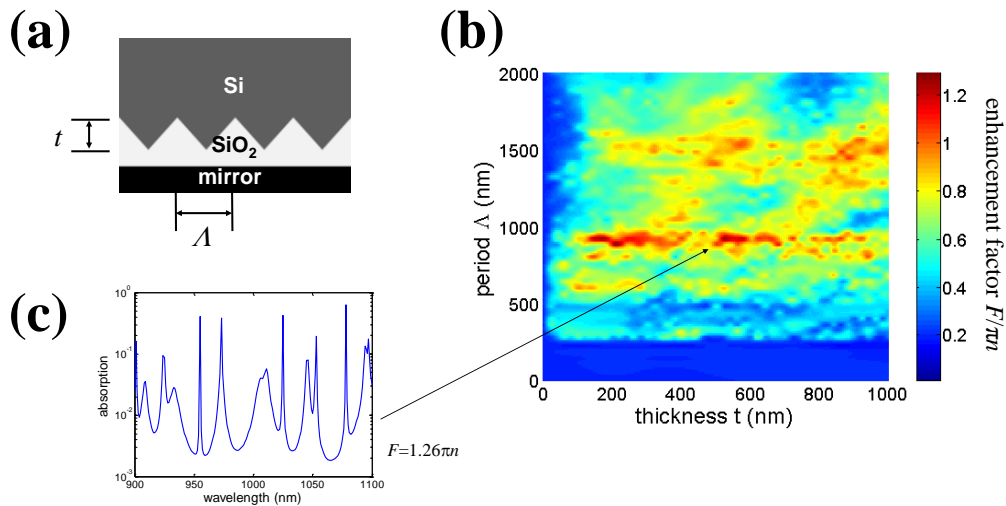 (a)
Si
t
SiO2
mirror
Λ
(b)
2000
1500
1000
500
0
period Λ (nm)
0
200
400
600
800
1000
thickness t (nm)
1.2
1
0.8
0.6
0.4
0.2
enhancement factor F/πn
(c)
10^0
10^-1
10^-2
10^-3
absorption
900
950
1000
1050
1100
wavelength (nm)
F=1.26πn